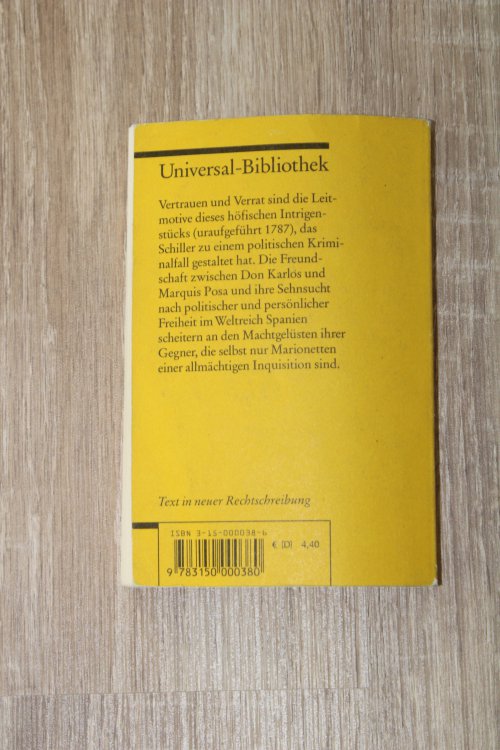 Universal-Bibliothek
Vertrauen und Verrat sind die Leit-
motive dieses höfischen Intrigen-
stücks (uraufgeführt 1787), das
Schiller zu einem politischen Krimi-
nalfall gestaltet hat. Die Freund-
schaft zwischen Don Karlos und
Marquis Posa und ihre Sehnsucht
nach politischer und persönlicher
Freiheit im Weltreich Spanien
scheitern an den Machtgelüsten ihrer
Gegner, die selbst nur Marionetten
einer allmächtigen Inquisition sind.
Text in neuer Rechtschreibung
ISBN 3-15-000038-6
€ [D] 4,40
9 783150 000380